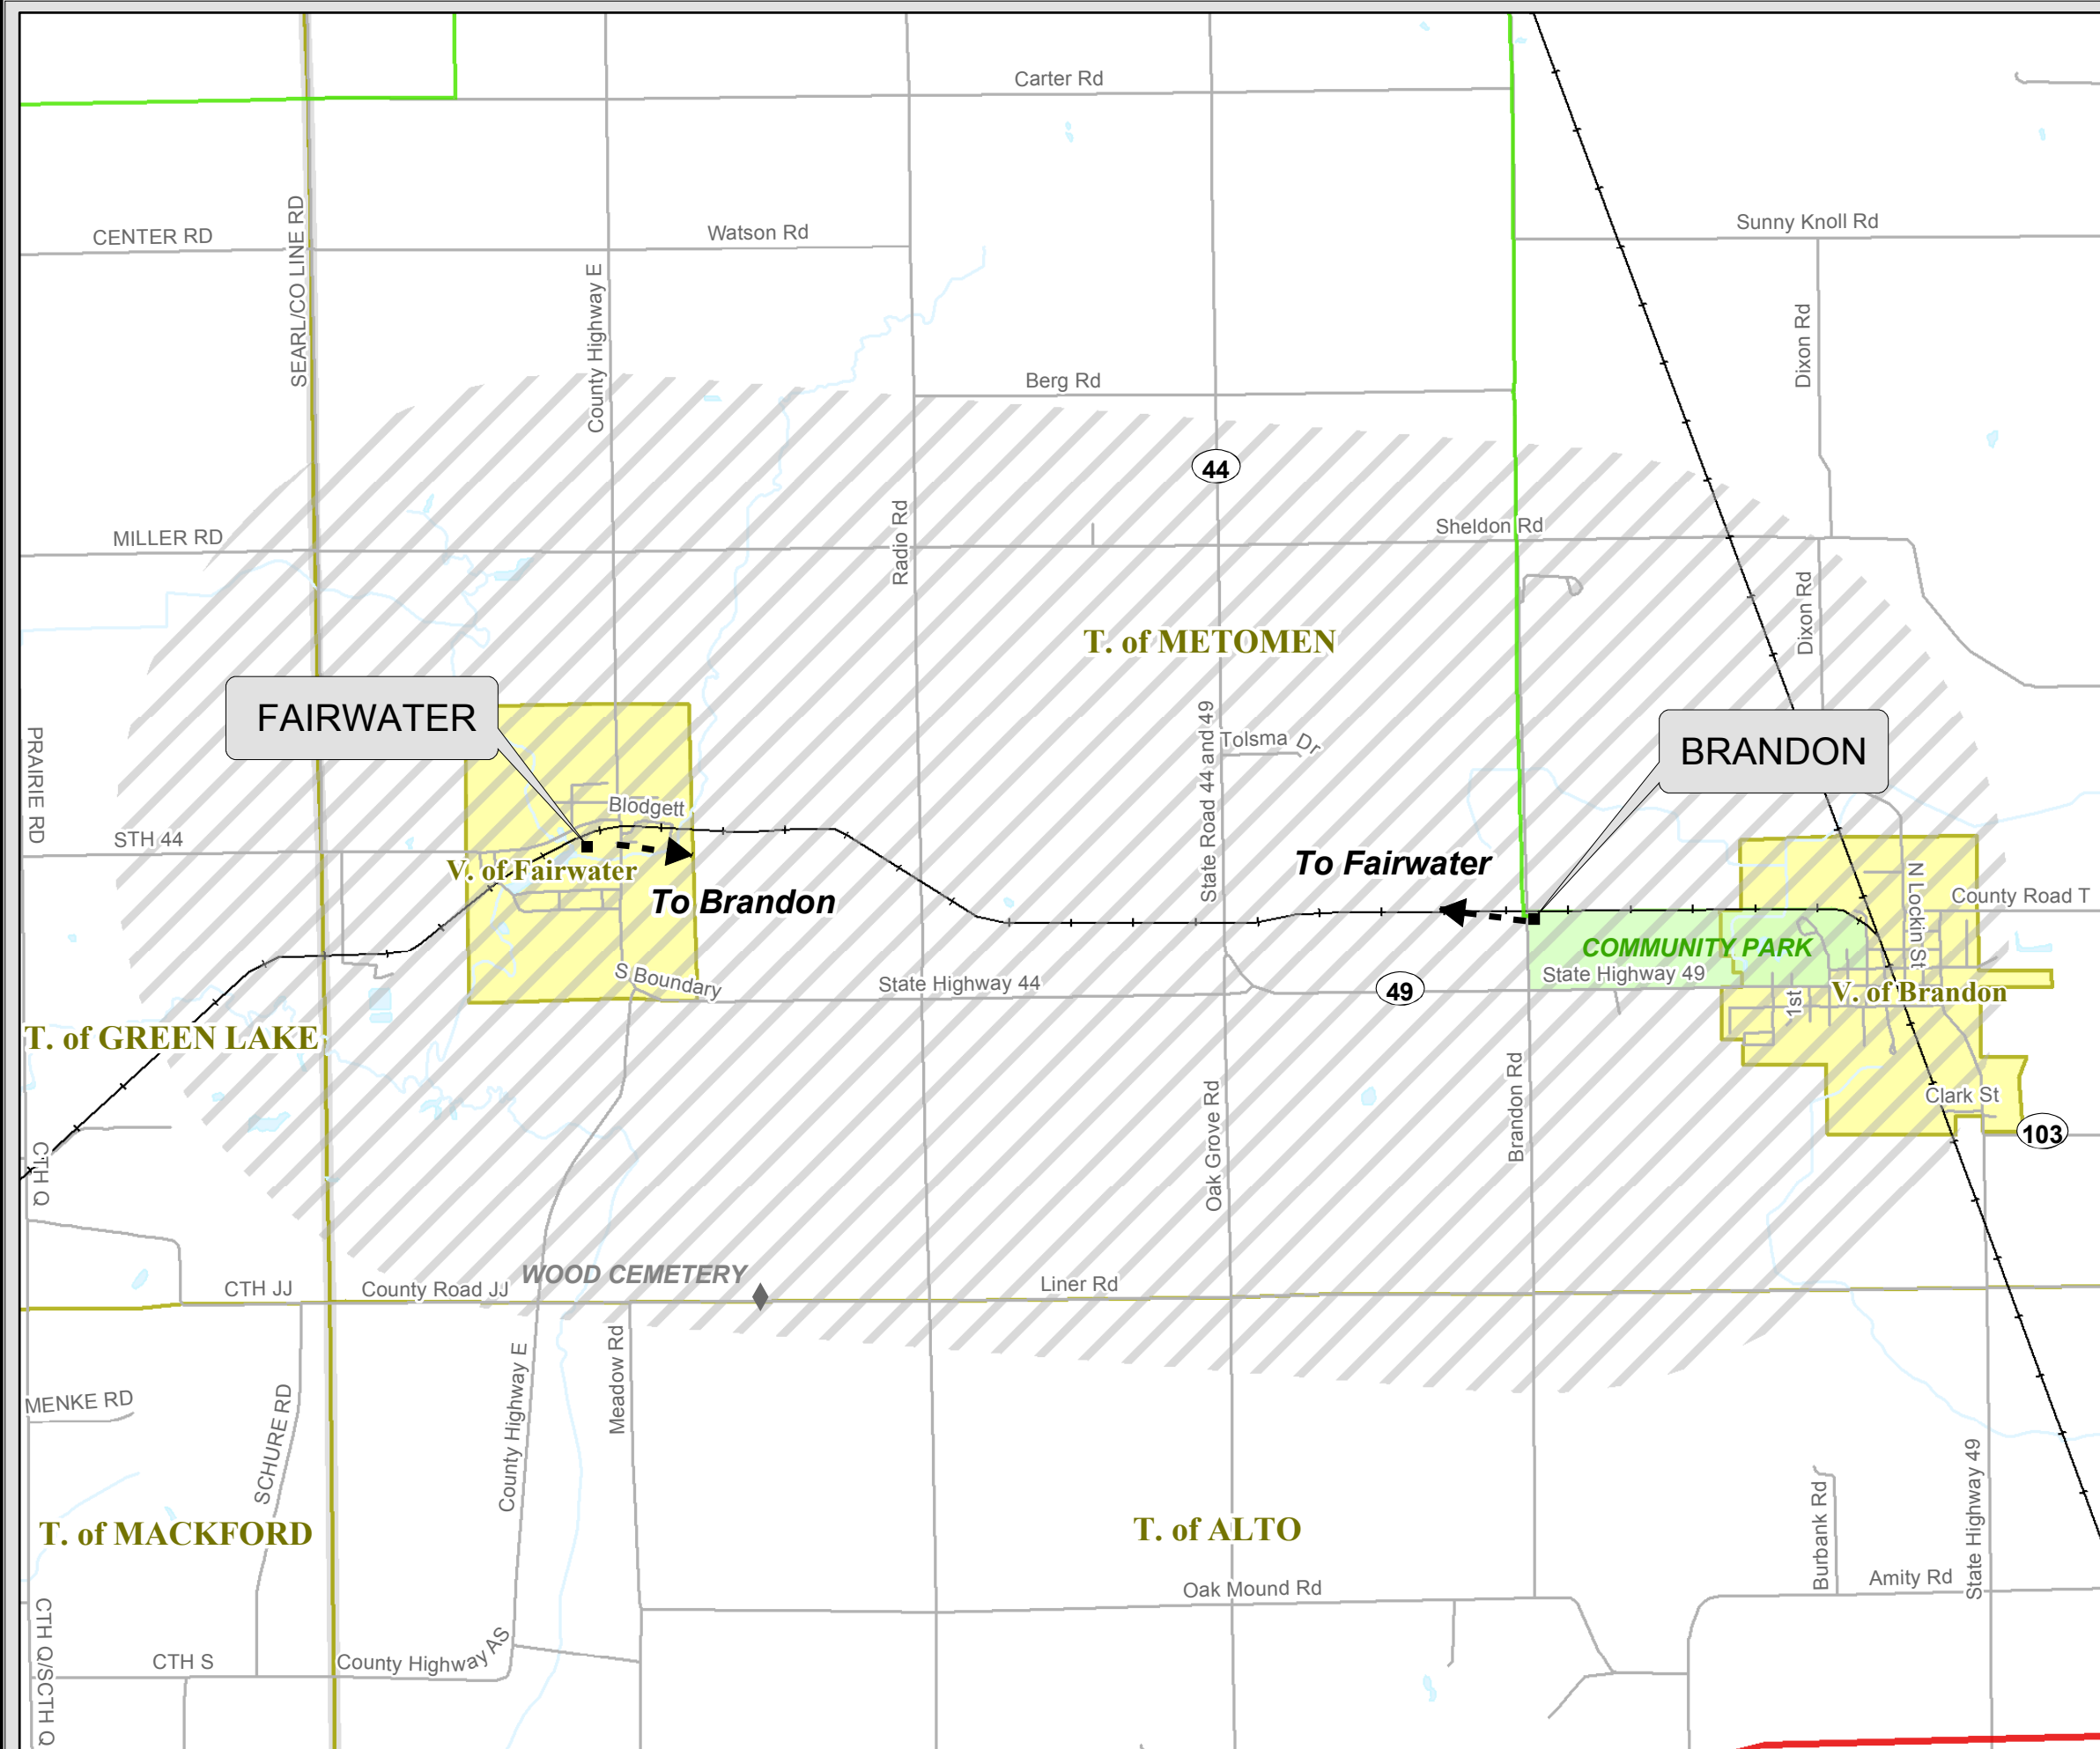 Carter Rd
CENTER RD
Watson Rd
Sunny Knoll Rd
SEARL/CO LINE RD
County Highway E
Dixon Rd
Berg Rd
44
MILLER RD
Radio Rd
Sheldon Rd
Dixon Rd
T. of METOMEN
FAIRWATER
BRANDON
PRAIRIE RD
State Road 44 and 49
Tolsma Dr
Blodgett
STH 44
V. of Fairwater
To Brandon
To Fairwater
N Lockin St
County Road T
COMMUNITY PARK
S Boundary
State Highway 44
49
State Highway 49
1st
V. of Brandon
T. of GREEN LAKE
Oak Grove Rd
Brandon Rd
Clark St
103
CTH Q
WOOD CEMETERY
CTH JJ
County Road JJ
Liner Rd
MENKE RD
SCHURE RD
County Highway E
Meadow Rd
T. of MACKFORD
T. of ALTO
Burbank Rd
State Highway 49
Oak Mound Rd
Amity Rd
CTH Q/SCTH Q
CTH S
County Highway AS